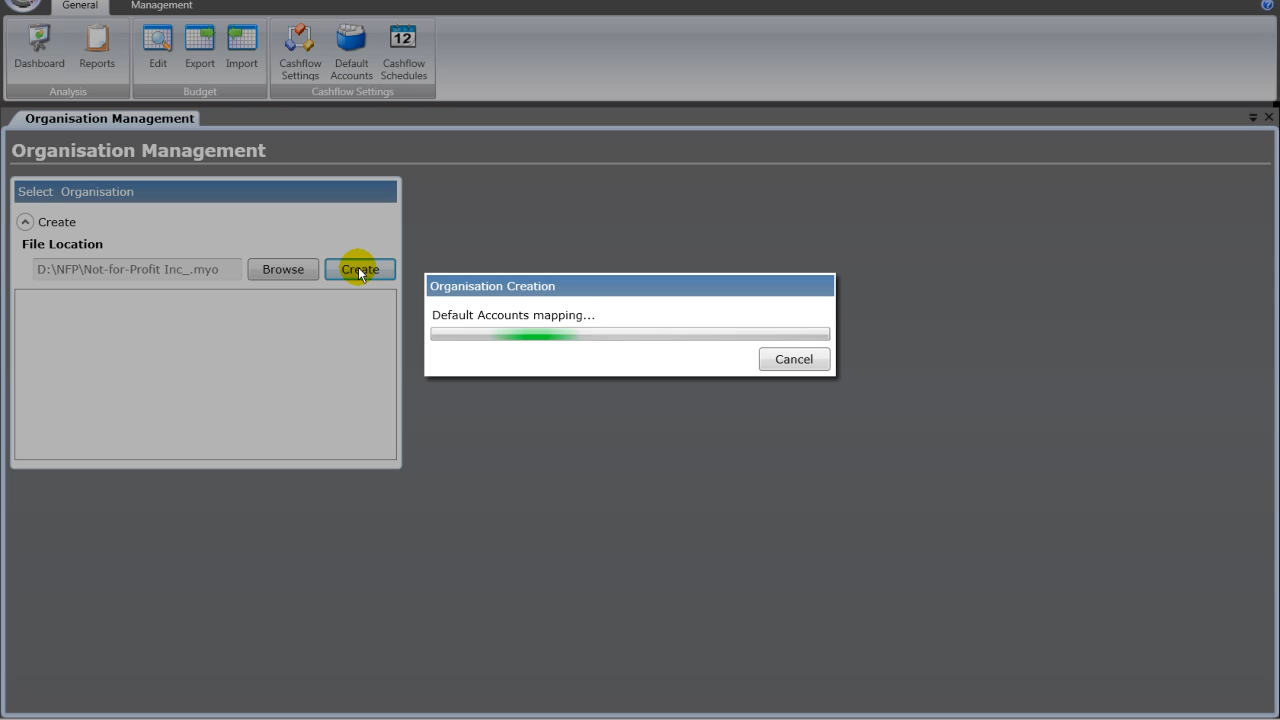 General Management
Dashboard Reports Edit Export Import Cashflow Settings Default Accounts Cashflow Schedules
12
Analysis Budget Cashflow Settings
Organisation Management
Organisation Management
Select Organisation
Create
File Location
D:\NFP\Not-for-Profit Inc_.myo Browse Create
Organisation Creation
Default Accounts mapping...
Cancel